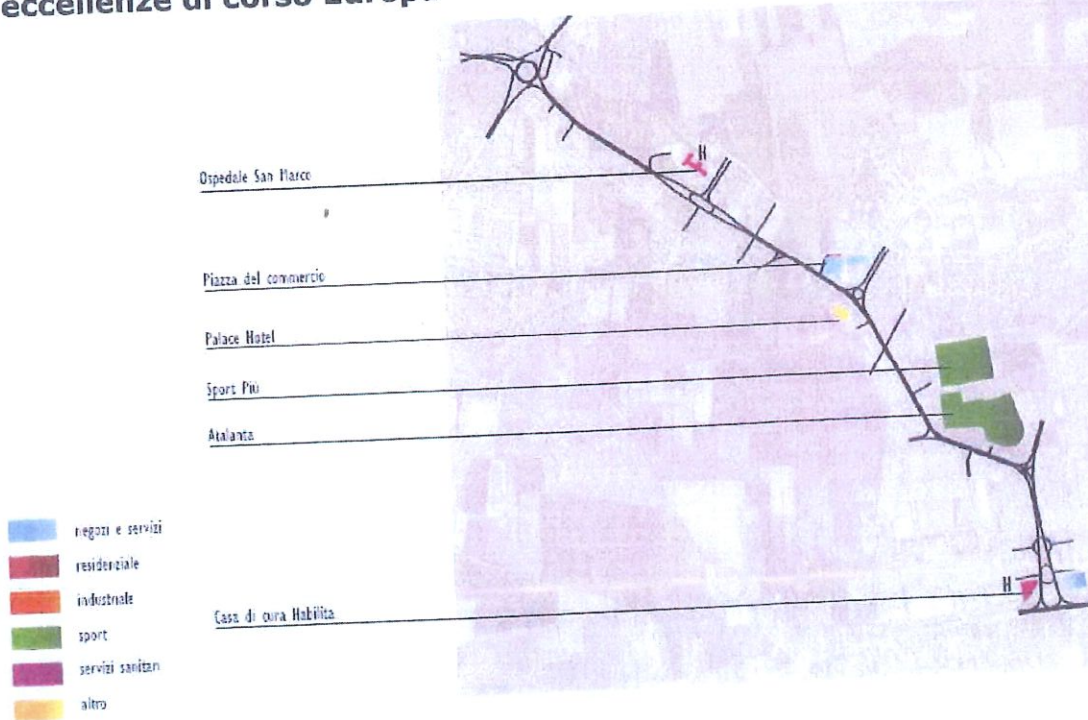 eccellenze di corso Europa
H
Ospedale San Marco
Piazza del commercio
Palace Hotel
Sport Più
Atalanta
negozi e servizi
residenziale
industriale
sport
servizi sanitari
altro
H
Casa di cura Habilita